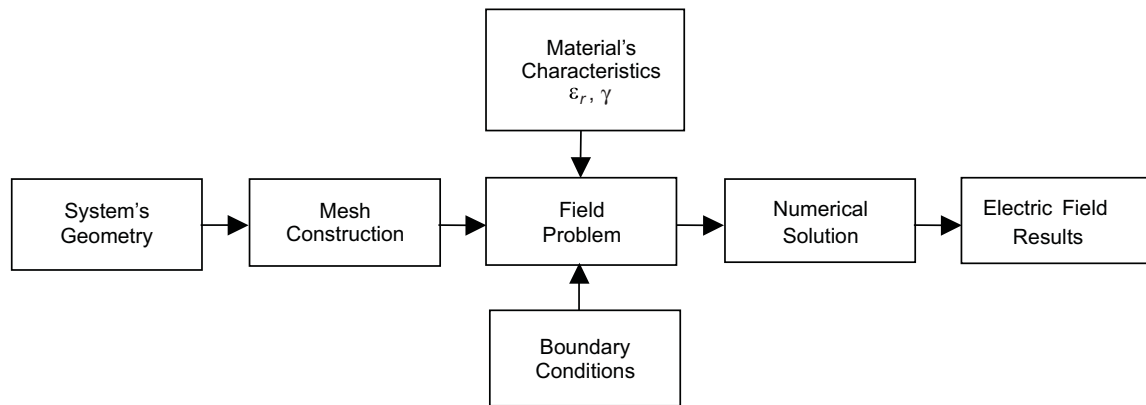 Material's
Characteristics
εr, γ
System's
Geometry
Mesh
Construction
Field
Problem
Numerical
Solution
Electric Field
Results
Boundary
Conditions